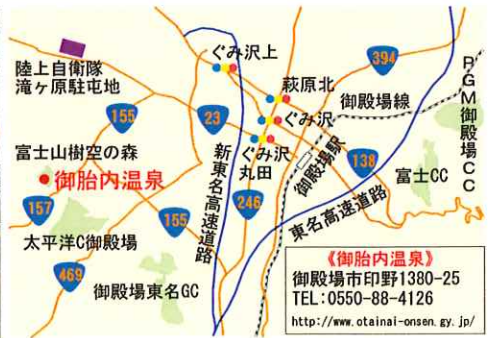 ぐみ沢上
394
陸上自衛隊
滝ヶ原駐屯地
萩原北
御殿場線
PGM御殿場CC
155
23
ぐみ沢
富士山樹空の森
ぐみ沢
丸田
御殿場駅
138
御胎内温泉
新東名高速道路
富士CC
157
155
246
東名高速道路
太平洋C御殿場
469
御殿場東名GC
《御胎内温泉》
御殿場市印野1380-25
TEL:0550-88-4126
http://www.otainai-onsen.gy.jp/